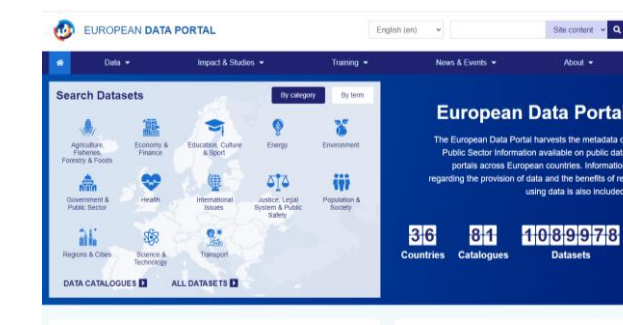 EUROPEAN DATA PORTAL
English (en)
Site content
Data
Impact & Studies
Training
News & Events
About
Search Datasets
By category
By term
Agriculture,
Fisheries,
Forestry & Foods
Economy &
Finance
Education, Culture
& Sport
Energy
Environment
Government &
Public Sector
Health
International
Issues
Justice, Legal
System & Public
Safety
Population &
Society
Regions & Cities
Science &
Technology
Transport
DATA CATALOGUES
ALL DATASETS
European Data Porta
The European Data Portal harvests the metadata o
Public Sector Information available on public dat
portals across European countries. Information
regarding the provision of data and the benefits of re
using data is also included
36
Countries
81
Catalogues
1089978
Datasets